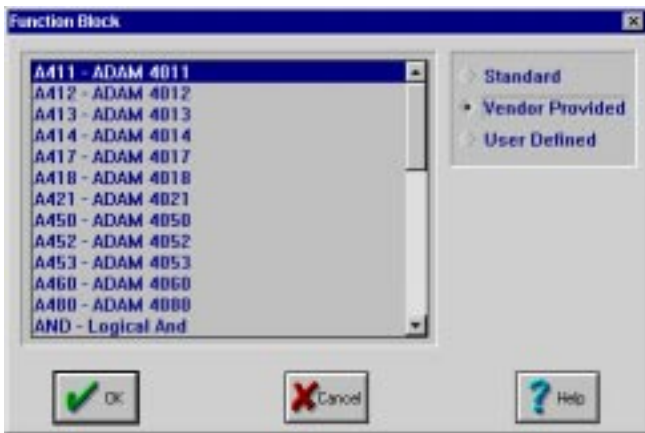 Function Block
A411 - ADAM 4011
A412 - ADAM 4012
A413 - ADAM 4013
A414 - ADAM 4014
A417 - ADAM 4017
A418 - ADAM 4018
A421 - ADAM 4021
A450 - ADAM 4050
A452 - ADAM 4052
A453 - ADAM 4053
A460 - ADAM 4060
A480 - ADAM 4080
AND - Logical And
Standard
Vendor Provided
User Defined
OK
Cancel
Help